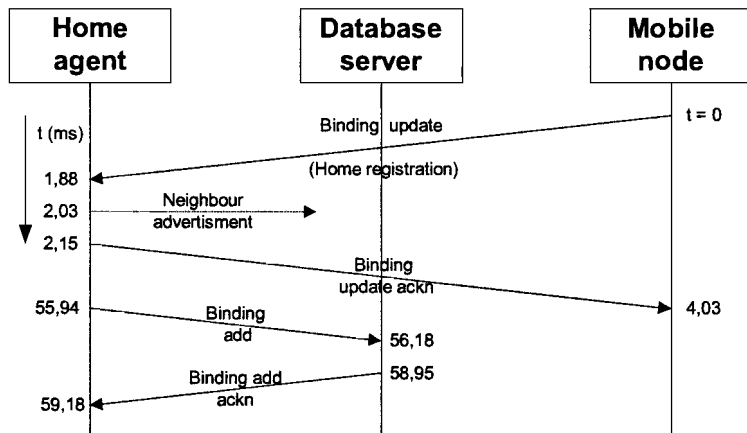 Home
agent
Database
server
Mobile
node
t = 0
Binding update
t (ms)
(Home registration)
1,88
Neighbour
2,03
advertisment
2,15
Binding
update ackn
55,94
4,03
Binding
add
56,18
58,95
Binding add
ackn
59,18